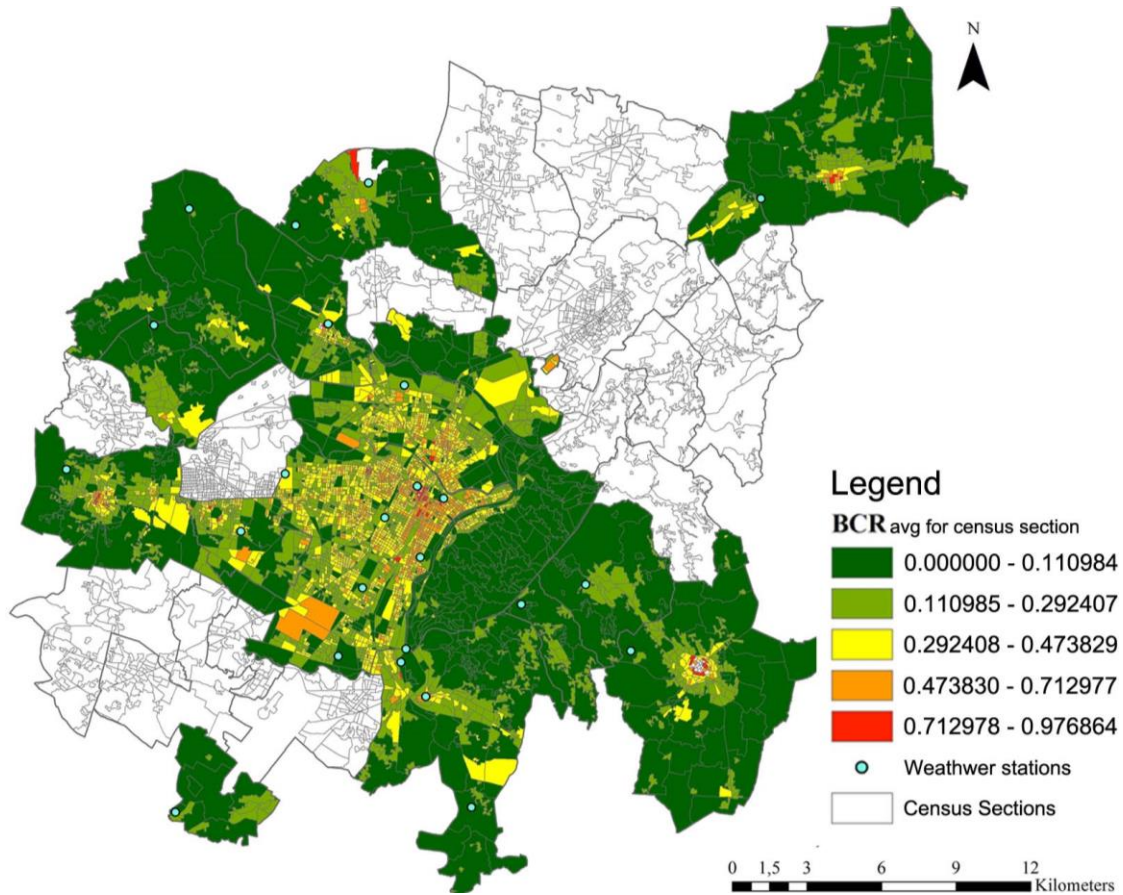 N
Legend
BCR avg for census section
0.000000 - 0.110984
0.110985 - 0.292407
0.292408 - 0.473829
0.473830 - 0.712977
0.712978 - 0.976864
Weathwer stations
Census Sections
0 1,5 3 6 9 12
Kilometers